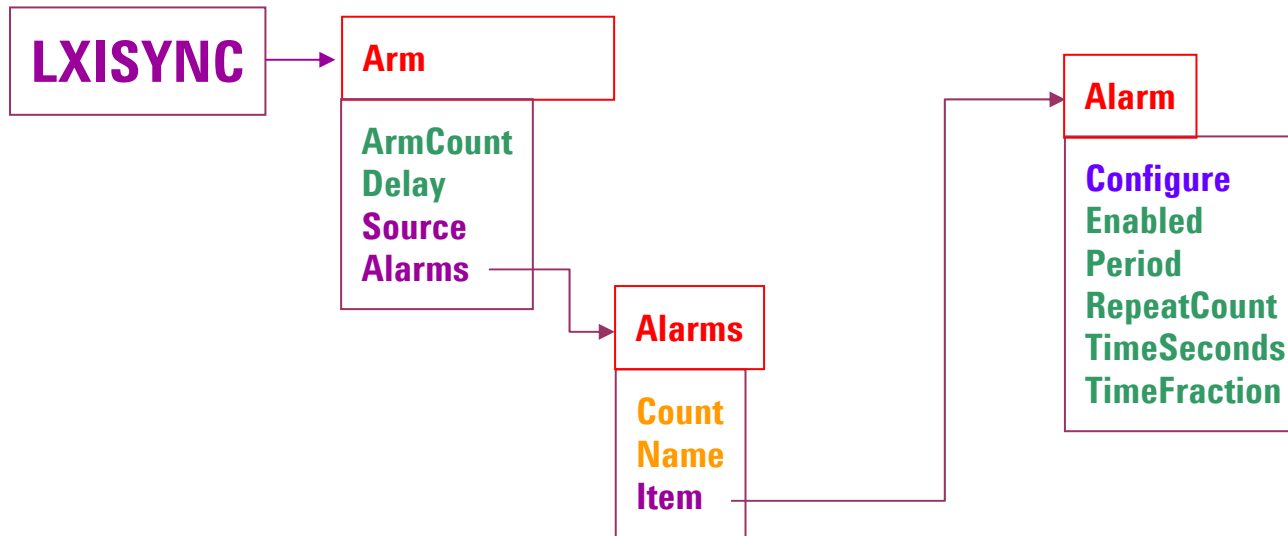 LXISYNC
Arm
ArmCount
Delay
Source
Alarms
Alarms
Count
Name
Item
Alarm
Configure
Enabled
Period
RepeatCount
TimeSeconds
TimeFraction